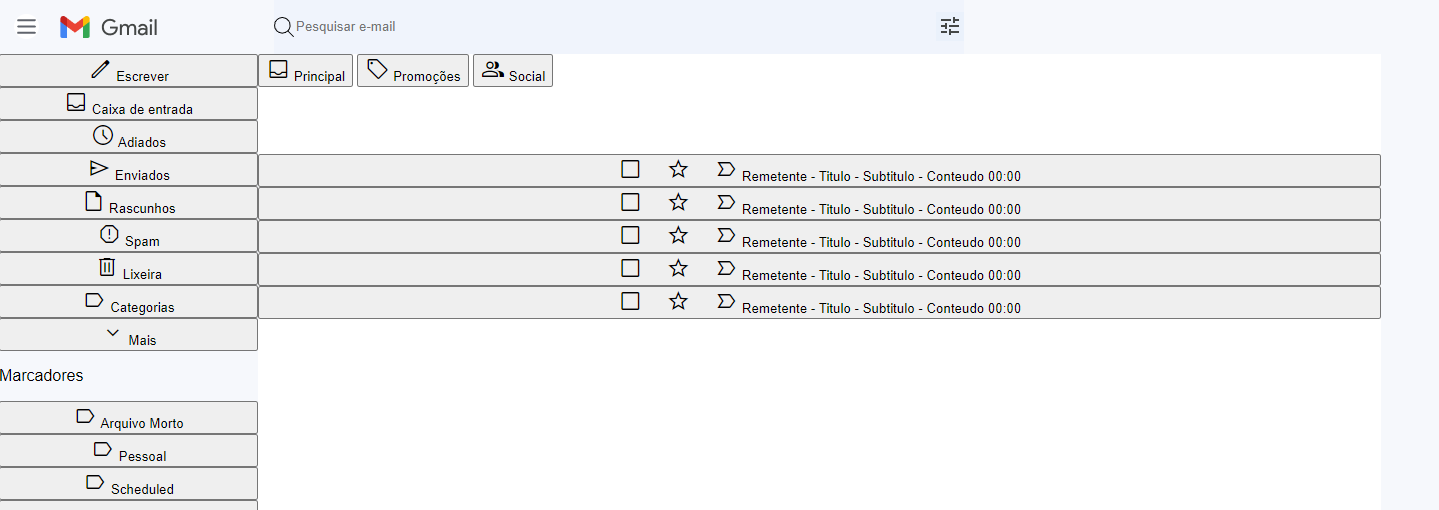 Gmail
Pesquisar e-mail
Escrever
Caixa de entrada
Adiados
Enviados
Rascunhos
Spam
Lixeira
Categorias
Mais
Marcadores
Arquivo Morto
Pessoal
Scheduled
Principal
Promoções
Social
Remetente - Titulo - Subtitulo - Conteudo 00:00
Remetente - Titulo - Subtitulo - Conteudo 00:00
Remetente - Titulo - Subtitulo - Conteudo 00:00
Remetente - Titulo - Subtitulo - Conteudo 00:00
Remetente - Titulo - Subtitulo - Conteudo 00:00